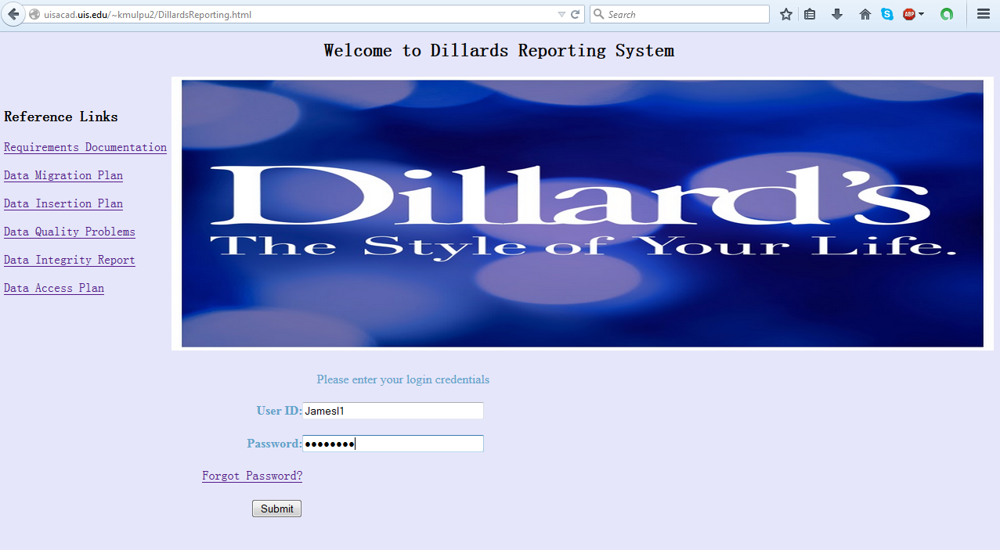 uisacad.uis.edu/~kmulpu2/DillardsReporting.html
Search
ABP
Welcome to Dillards Reporting System
Reference Links
Requirements Documentation
Data Migration Plan
Data Insertion Plan
Data Quality Problems
Data Integrity Report
Data Access Plan
Dillard's
The Style of Your Life.
Please enter your login credentials
User ID: Jamesl1
Password: ●●●●●●●●
Forgot Password?
Submit